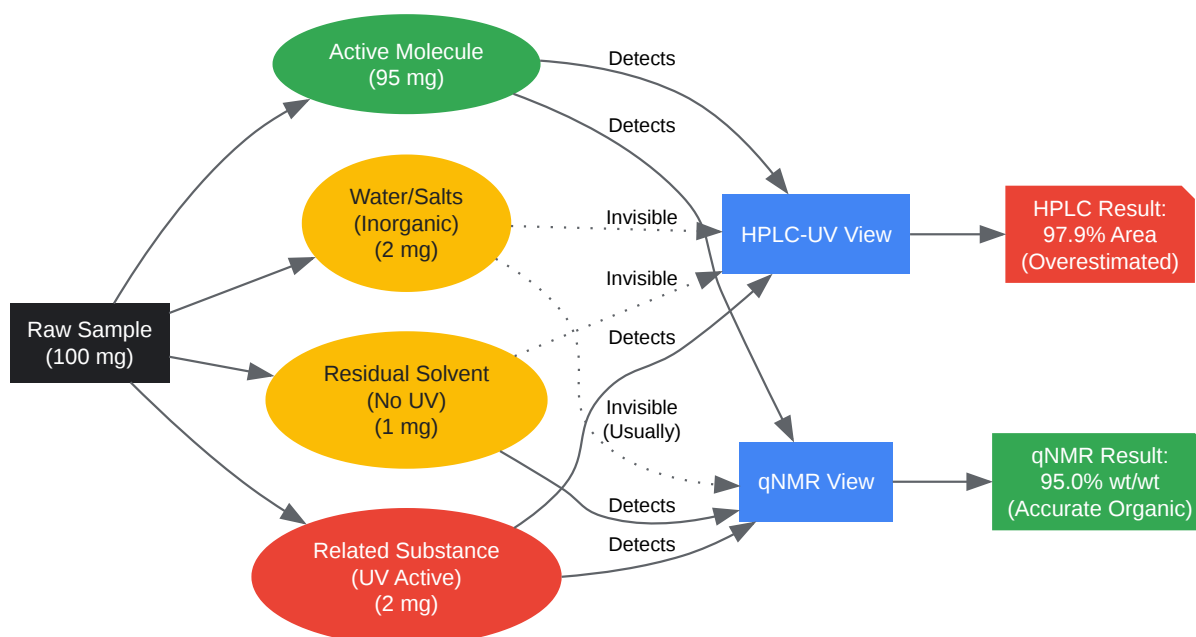 Active Molecule
(95 mg)
Detects
Detects
Water/Salts
(Inorganic)
(2 mg)
Invisible
HPLC-UV View
HPLC Result:
97.9% Area
(Overestimated)
Invisible
Raw Sample
(100 mg)
Detects
Residual Solvent
(No UV)
(1 mg)
Invisible
(Usually)
qNMR View
qNMR Result:
95.0% wt/wt
(Accurate Organic)
Detects
Detects
Related Substance
(UV Active)
(2 mg)